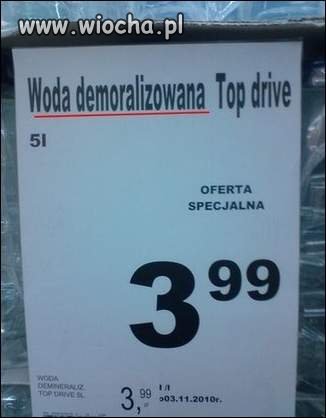 www.wiocha.pl
Woda demoralizowana Top drive
5l
OFERTA
SPECJALNA
3 99
WODA
DEMINERALIZ.
TOP DRIVE 5L
3, 99
03.11.2010r.